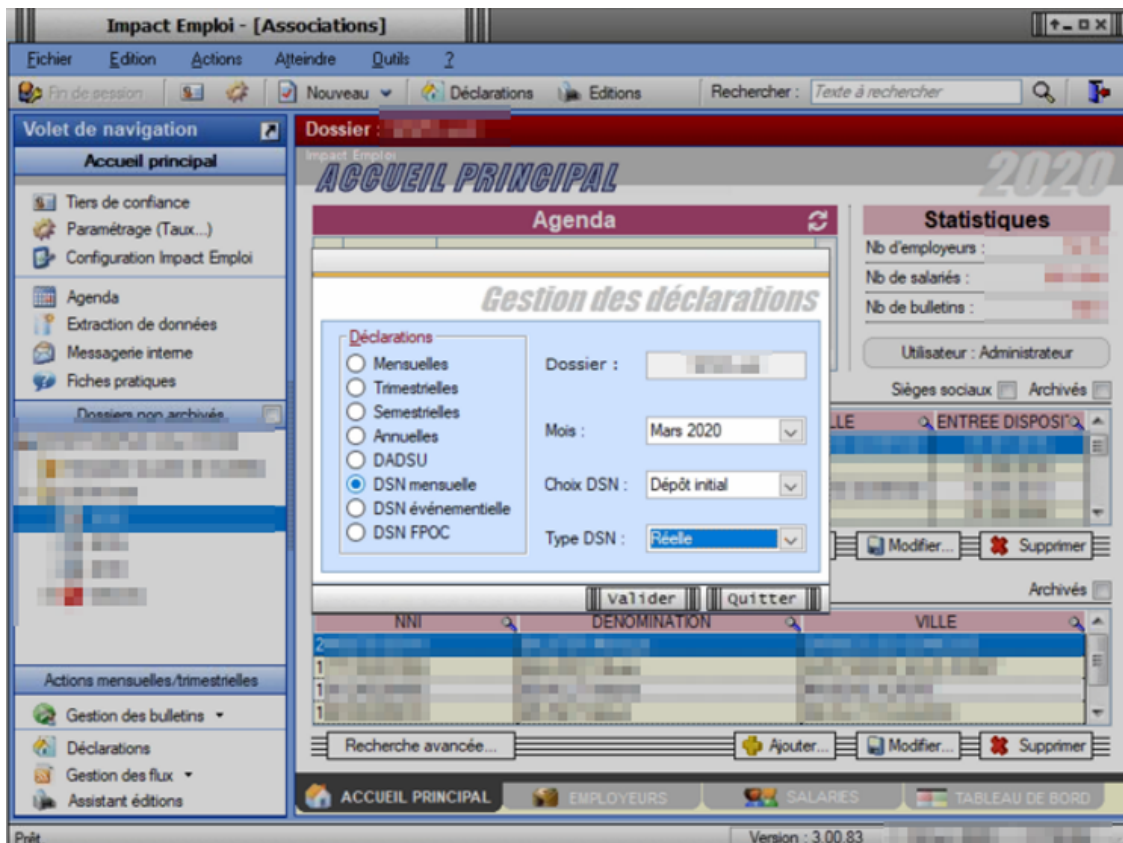 Impact Emploi - [Associations]
Fichier Edition Actions Atteindre Outils ?
Fin de session Nouveau Déclarations Editions Rechercher : Texte à rechercher
Volet de navigation
Accueil principal
Tiers de confiance
Paramétrage (Taux...)
Configuration Impact Emploi
Agenda
Extraction de données
Messagerie interne
Fiches pratiques
Dossiers non archivés
Actions mensuelles/trimestrielles
Gestion des bulletins
Déclarations
Gestion des flux
Assistant éditions
Dossier :
Impact Emploi
ACCUEIL PRINCIPAL
2020
Agenda
Statistiques
Nb d'employeurs :
Nb de salariés :
Nb de bulletins :
Utilisateur : Administrateur
Sièges sociaux Archivés
LLE ENTREE DISPOSI
Gestion des déclarations
Déclarations
Mensuelles
Trimestrielles
Semestrielles
Annuelles
DADSU
DSN mensuelle
DSN événementielle
DSN FPOC
Dossier :
Mois : Mars 2020
Choix DSN : Dépôt initial
Type DSN : Réelle
Valider Quitter
Modifier... Supprimer
Archivés
NNI DENOMINATION VILLE
2
1
1
1
Recherche avancée... Ajouter... Modifier... Supprimer
ACCUEIL PRINCIPAL EMPLOYEURS SALARIES TABLEAU DE BORD
Prêt Version : 3.00.83